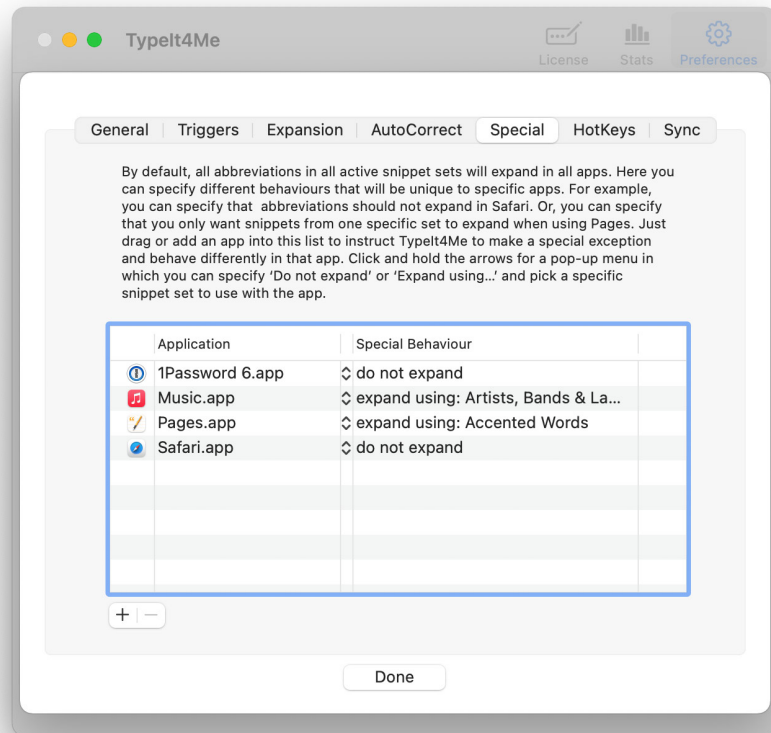 TypeIt4Me
License Stats Preferences
General Triggers Expansion AutoCorrect Special HotKeys Sync
By default, all abbreviations in all active snippet sets will expand in all apps. Here you
can specify different behaviours that will be unique to specific apps. For example,
you can specify that  abbreviations should not expand in Safari. Or, you can specify
that you only want snippets from one specific set to expand when using Pages. Just
drag or add an app into this list to instruct TypeIt4Me to make a special exception
and behave differently in that app. Click and hold the arrows for a pop-up menu in
which you can specify ‘Do not expand’ or ‘Expand using...’ and pick a specific
snippet set to use with the app.
Application Special Behaviour
1Password 6.app do not expand
Music.app expand using: Artists, Bands & La...
Pages.app expand using: Accented Words
Safari.app do not expand
Done